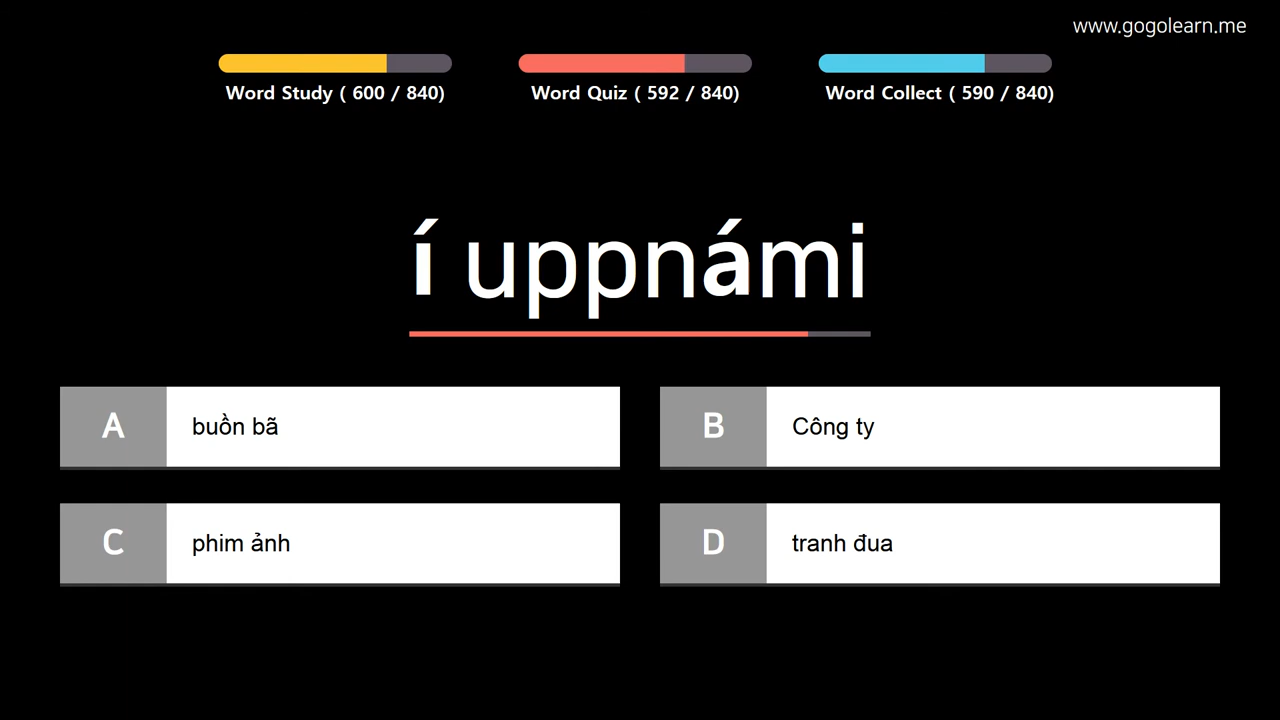 www.gogolearn.me
Word Study ( 600 / 840)
Word Quiz ( 592 / 840)
Word Collect ( 590 / 840)
í uppnámi
A buồn bã
B Công ty
C phim ảnh
D tranh đua